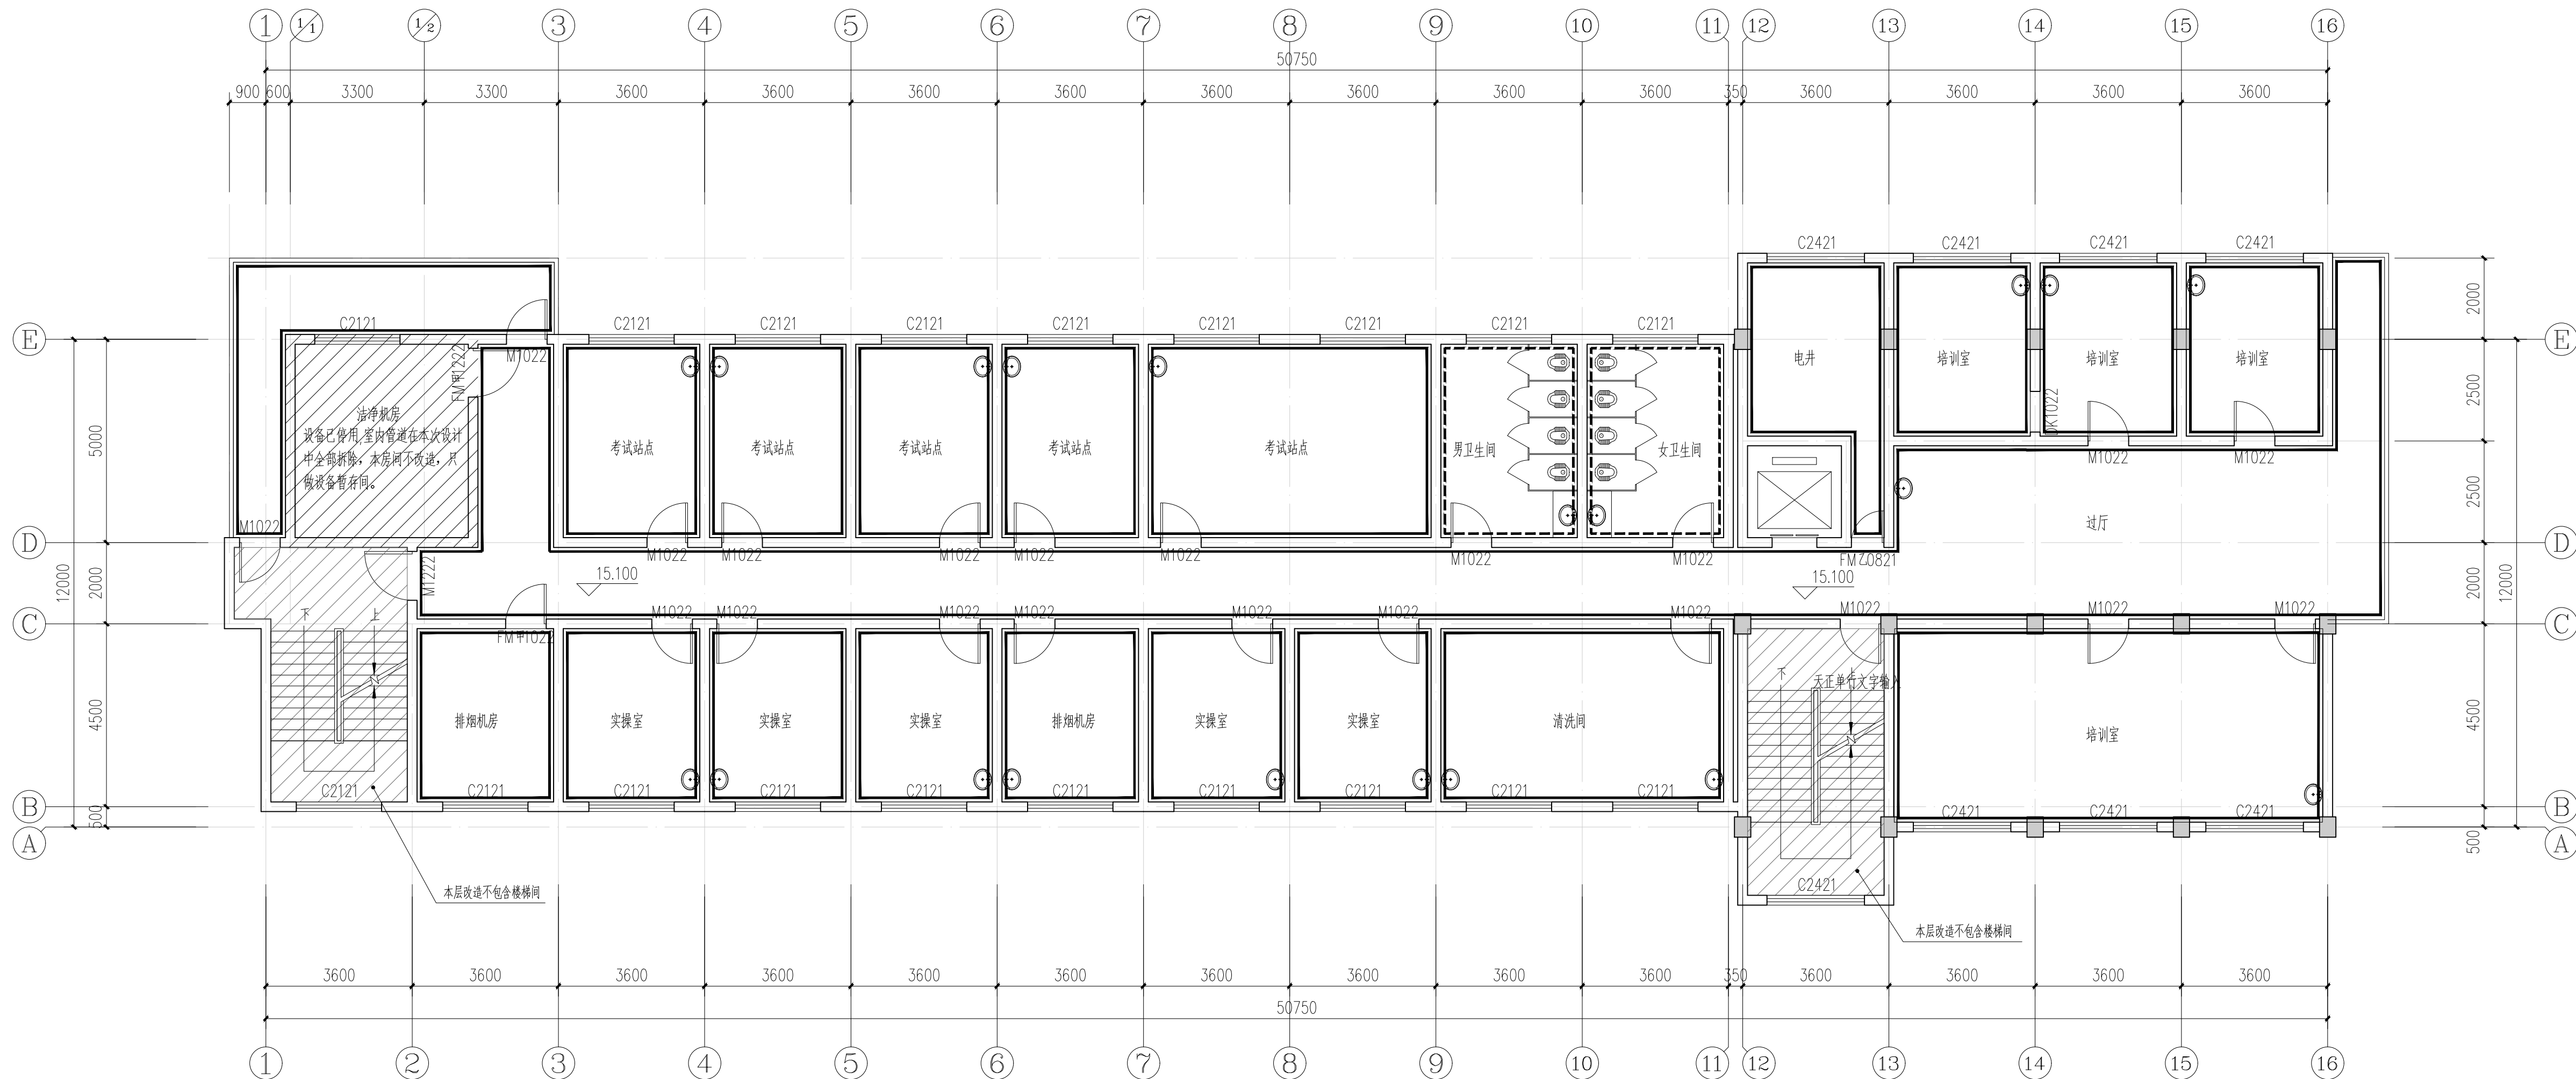 1 1/1 1/2 3 4 5 6 7 8 9 10 11 12 13 14 15 16
50750
900 600 3300 3300 3600 3600 3600 3600 3600 3600 3600 3600 350 3600 3600 3600 3600
C2421 C2421 C2421 C2421
2000
C2121 C2121 C2121 C2121 C2121 C2121 C2121 C2121 C2121
E E
M1022
FM甲1222
电井 培训室 培训室 培训室
2500
洁净机房
设备已停用,室内管道在本次设计
中全部拆除，本房间不改造，只
做设备暂存间。
5000
DK1022
考试站点 考试站点 考试站点 考试站点 考试站点 男卫生间 女卫生间
M1022 M1022
2500
过厅
M1022
D D
M1022 M1022 M1022 M1022 M1022 M1022 M1022 FM乙0821
M1222
15.100 15.100
12000 2000 2000 12000
M1022 M1022 M1022 M1022 M1022 M1022 M1022 M1022 M1022 M1022
下 上
C C
FM甲1022
下 上
天正单行文字输入
4500 4500
排烟机房 实操室 实操室 实操室 排烟机房 实操室 实操室 清洗间 培训室
C2121 C2121 C2121 C2121 C2121 C2121 C2121 C2121 C2121 C2121
B B
C2421 C2421 C2421
500 500
A A
C2421
本层改造不包含楼梯间
本层改造不包含楼梯间
3600 3600 3600 3600 3600 3600 3600 3600 3600 3600 350 3600 3600 3600 3600
50750
1 2 3 4 5 6 7 8 9 10 11 12 13 14 15 16